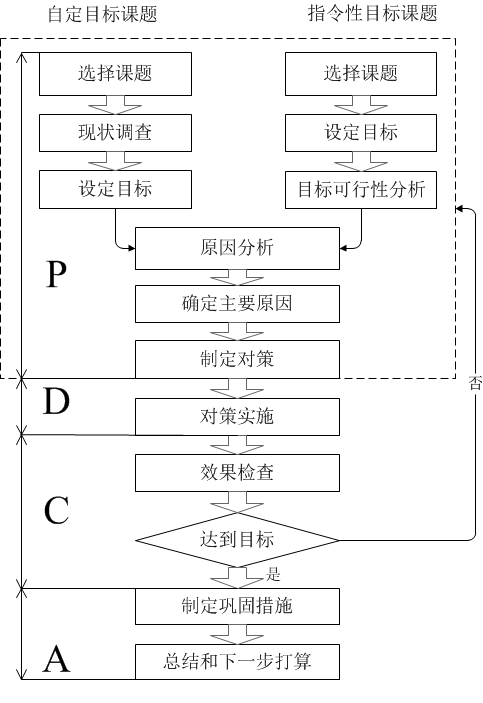 自定目标课题
指令性目标课题
选择课题
选择课题
现状调查
设定目标
设定目标
目标可行性分析
原因分析
P
确定主要原因
制定对策
否
D
对策实施
效果检查
C
达到目标
是
制定巩固措施
A
总结和下一步打算